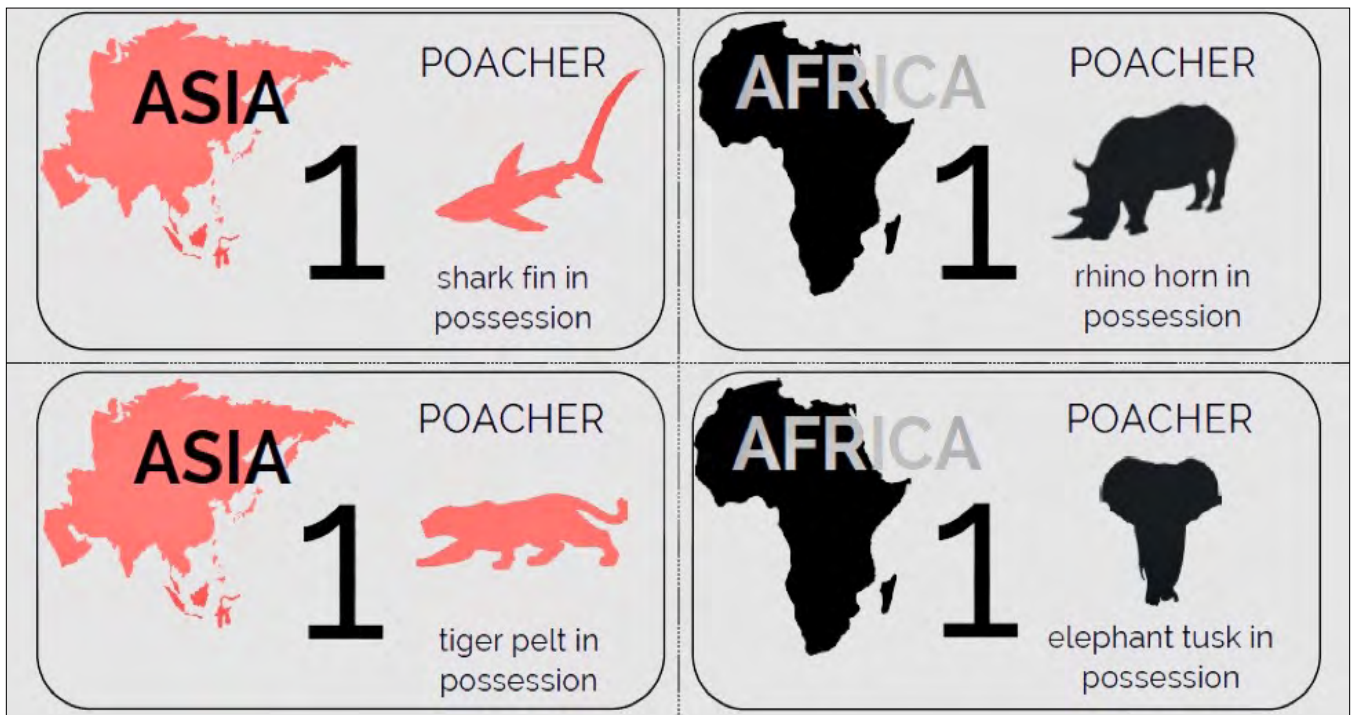 POACHER
ASIA
1
shark fin in
possession
POACHER
AFRICA
1
rhino horn in
possession
POACHER
ASIA
1
tiger pelt in
possession
POACHER
AFRICA
1
elephant tusk in
possession